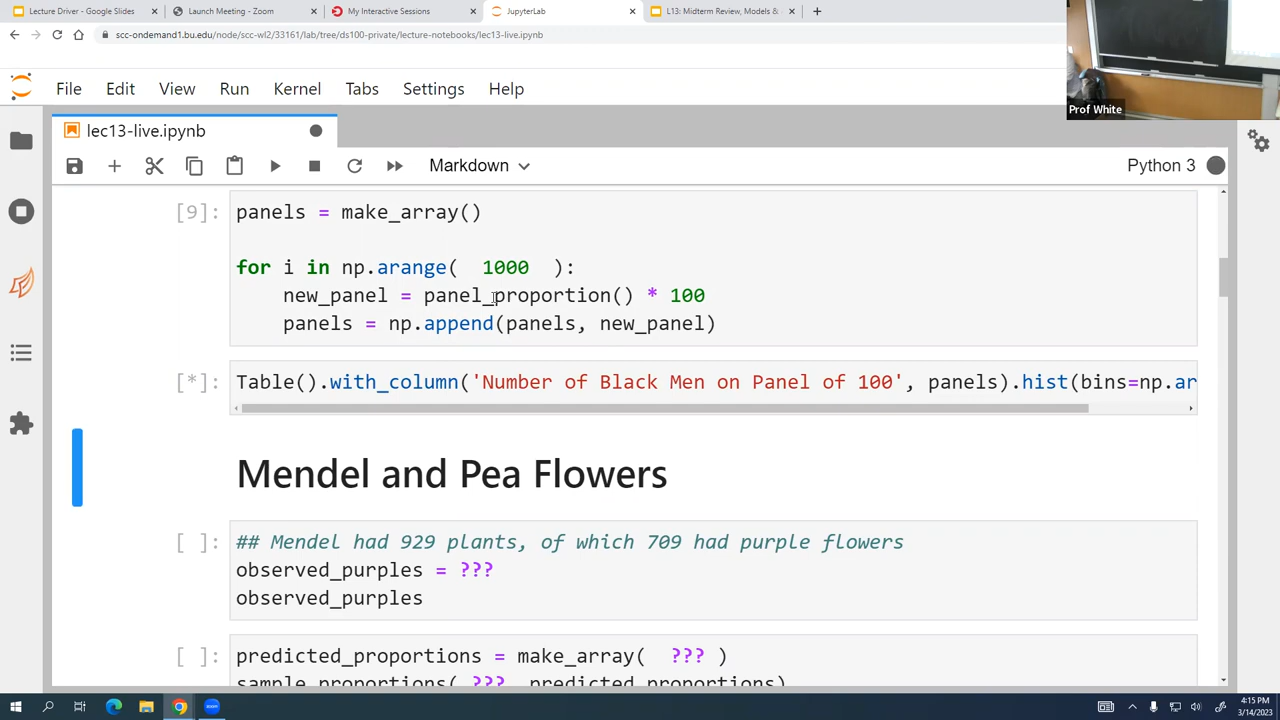 Lecture Driver - Google Slides
Launch Meeting - Zoom
My Interactive Sessions
JupyterLab
L13: Midterm Review, Models &
scc-ondemand1.bu.edu/node/scc-wl2/33161/lab/tree/ds100-private/lecture-notebooks/lec13-live.ipynb
File Edit View Run Kernel Tabs Settings Help
Prof White
lec13-live.ipynb
Markdown
Python 3
[9]: panels = make_array()
for i in np.arange( 1000 ):
new_panel = panel_proportion() * 100
panels = np.append(panels, new_panel)
[*]: Table().with_column('Number of Black Men on Panel of 100', panels).hist(bins=np.ar
Mendel and Pea Flowers
[ ]: ## Mendel had 929 plants, of which 709 had purple flowers
observed_purples = ???
observed_purples
[ ]: predicted_proportions = make_array( ??? )
sample_proportions( ???, predicted_proportions)
4:15 PM
3/14/2023